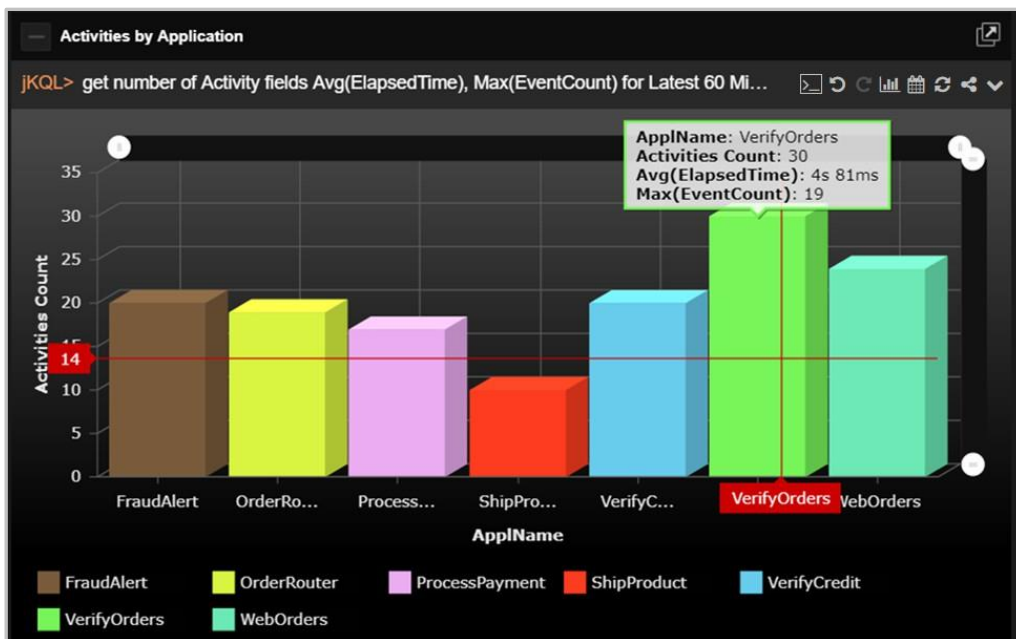 Activities by Application
jKQL> get number of Activity fields Avg(ElapsedTime), Max(EventCount) for Latest 60 Mi...
ApplName: VerifyOrders
Activities Count: 30
Avg(ElapsedTime): 4s 81ms
Max(EventCount): 19
35
30
25
20
15
14
10
5
0
Activities Count
FraudAlert OrderRo... Process... ShipPro... VerifyC... VerifyOrders WebOrders
ApplName
FraudAlert OrderRouter ProcessPayment ShipProduct VerifyCredit
VerifyOrders WebOrders